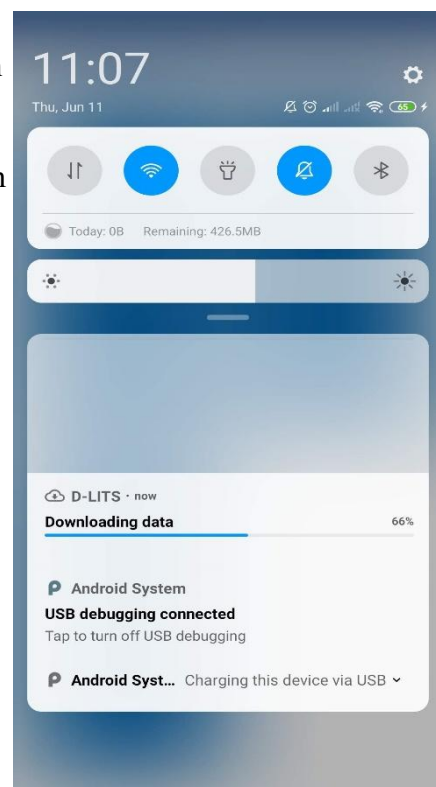 11:07
Thu, Jun 11
65
Today: 0B Remaining: 426.5MB
D-LITS · now
Downloading data 66%
Android System
USB debugging connected
Tap to turn off USB debugging
Android Syst... Charging this device via USB